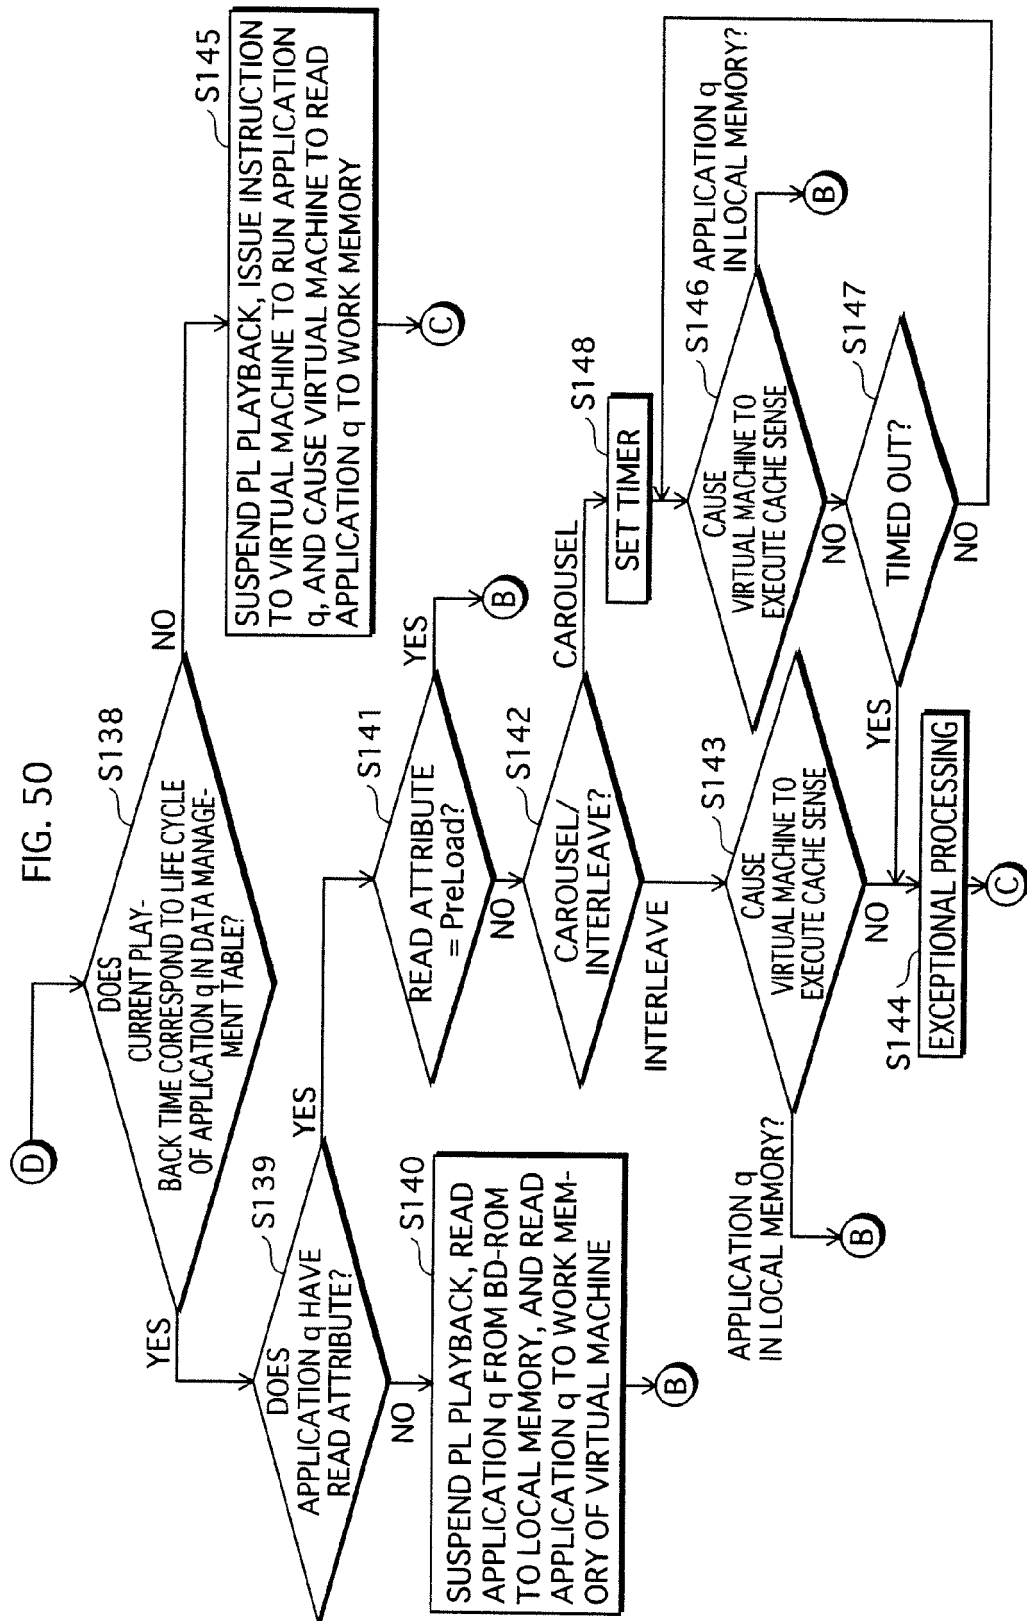 FIG. 50
D
S138
DOES
CURRENT PLAY-
BACK TIME CORRESPOND TO LIFE CYCLE
OF APPLICATION q IN DATA MANAGE-
MENT TABLE?
YES
NO
S145
SUSPEND PL PLAYBACK, ISSUE INSTRUCTION
TO VIRTUAL MACHINE TO RUN APPLICATION
q, AND CAUSE VIRTUAL MACHINE TO READ
APPLICATION q TO WORK MEMORY
C
S139
DOES
APPLICATION q HAVE
READ ATTRIBUTE?
YES
NO
S140
SUSPEND PL PLAYBACK, READ
APPLICATION q FROM BD-ROM
TO LOCAL MEMORY, AND READ
APPLICATION q TO WORK MEM-
ORY OF VIRTUAL MACHINE
B
S141
READ ATTRIBUTE
= PreLoad?
YES
B
NO
S142
CAROUSEL/
INTERLEAVE?
CAROUSEL
INTERLEAVE
S143
CAUSE
VIRTUAL MACHINE TO
EXECUTE CACHE SENSE
APPLICATION q
IN LOCAL MEMORY?
B
NO
S144
EXCEPTIONAL PROCESSING
C
S148
SET TIMER
S146
CAUSE
VIRTUAL MACHINE TO
EXECUTE CACHE SENSE
APPLICATION q
IN LOCAL MEMORY?
B
NO
S147
TIMED OUT?
YES
NO